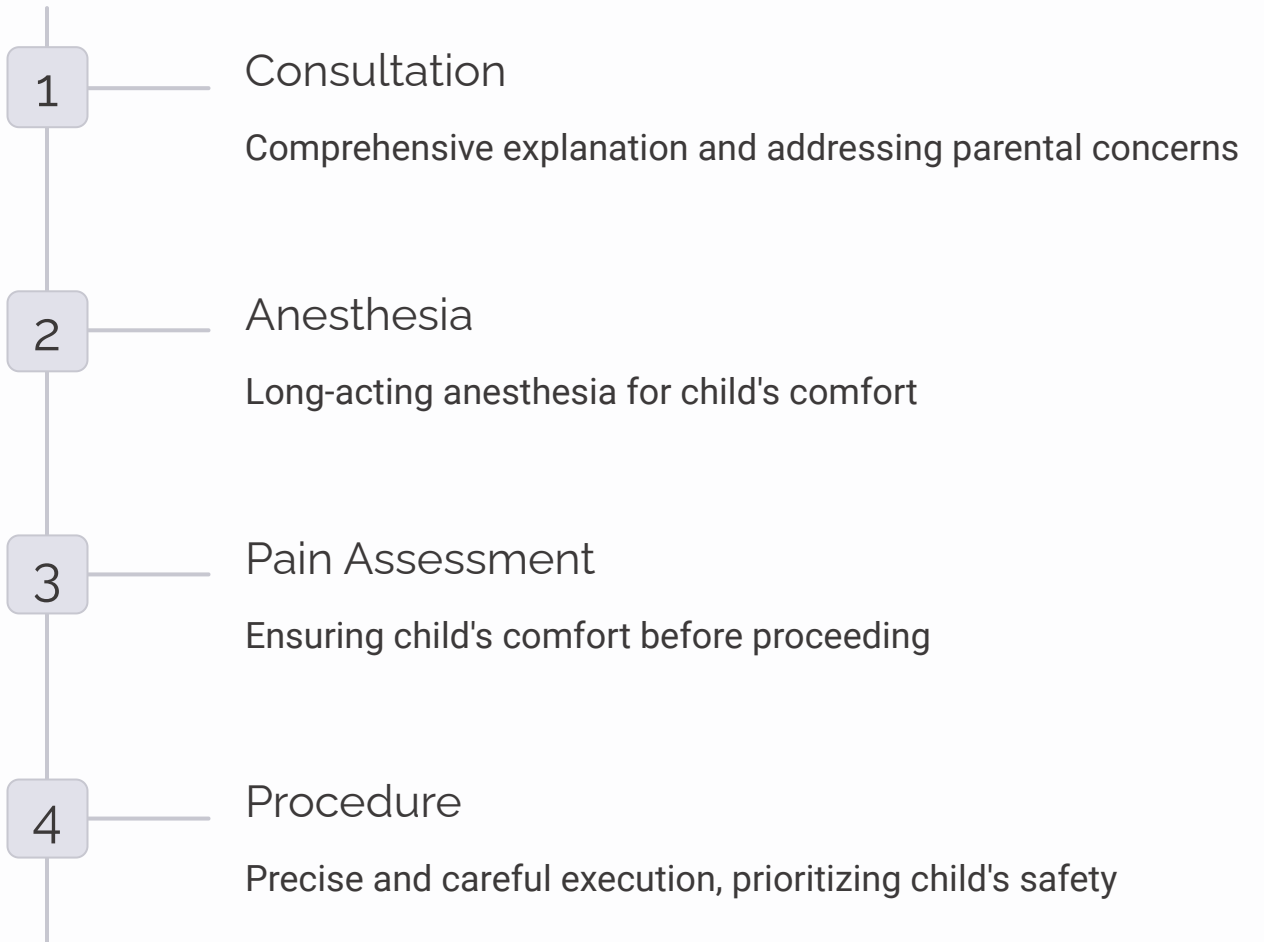 1
Consultation
Comprehensive explanation and addressing parental concerns
2
Anesthesia
Long-acting anesthesia for child's comfort
3
Pain Assessment
Ensuring child's comfort before proceeding
4
Procedure
Precise and careful execution, prioritizing child's safety